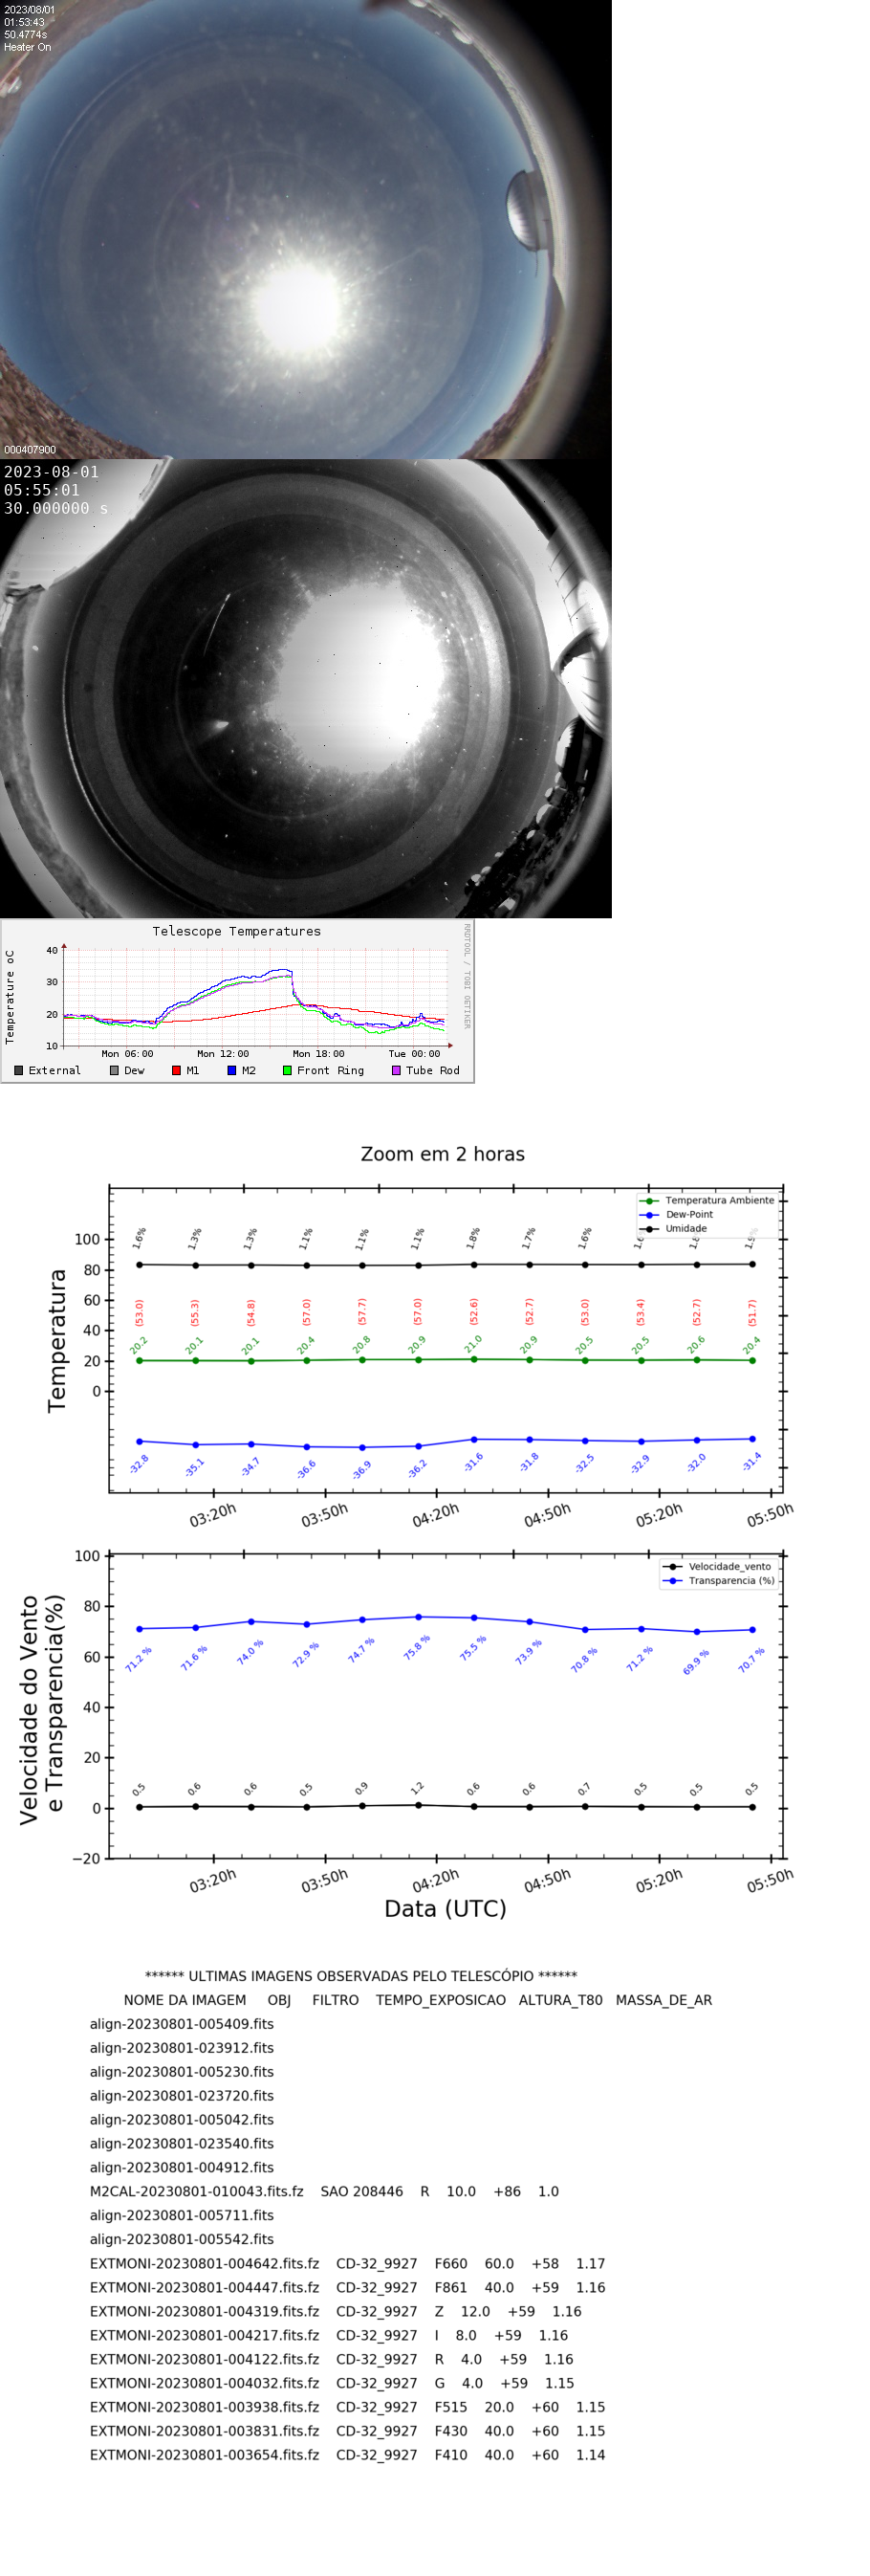 2023/08/01
01:53:43
50.4774s
Heater On
000407900
2023-08-01
05:55:01
30.000000 s
Telescope Temperatures
Temperature oC
RRDTOOL / TOBI OETIKER
40
30
20
10
Mon 06:00 Mon 12:00 Mon 18:00 Tue 00:00
External Dew M1 M2 Front Ring Tube Rod
Zoom em 2 horas
Temperatura
Temperatura Ambiente
Dew-Point
Umidade
100
80
60
40
20
0
1.6% 1.3% 1.3% 1.1% 1.1% 1.1% 1.8% 1.7% 1.6%
(53.0) (55.3) (54.8) (57.0) (57.7) (57.0) (52.6) (52.7) (53.0) (53.4) (52.7) (51.7)
20.2 20.1 20.1 20.4 20.8 20.9 21.0 20.9 20.5 20.5 20.6 20.4
-32.8 -35.1 -34.7 -36.6 -36.9 -36.2 -31.6 -31.8 -32.5 -32.9 -32.0 -31.4
03:20h 03:50h 04:20h 04:50h 05:20h 05:50h
Velocidade do Vento
e Transparencia(%)
Velocidade_vento
Transparencia (%)
100
80
60
40
20
0
−20
71.2 % 71.6 % 74.0 % 72.9 % 74.7 % 75.8 % 75.5 % 73.9 % 70.8 % 71.2 % 69.9 % 70.7 %
0.5 0.6 0.6 0.5 0.9 1.2 0.6 0.6 0.7 0.5 0.5 0.5
03:20h 03:50h 04:20h 04:50h 05:20h 05:50h
Data (UTC)
****** ULTIMAS IMAGENS OBSERVADAS PELO TELESCÓPIO ******
NOME DA IMAGEM OBJ FILTRO TEMPO_EXPOSICAO ALTURA_T80 MASSA_DE_AR
align-20230801-005409.fits
align-20230801-023912.fits
align-20230801-005230.fits
align-20230801-023720.fits
align-20230801-005042.fits
align-20230801-023540.fits
align-20230801-004912.fits
M2CAL-20230801-010043.fits.fz SAO 208446 R 10.0 +86 1.0
align-20230801-005711.fits
align-20230801-005542.fits
EXTMONI-20230801-004642.fits.fz CD-32_9927 F660 60.0 +58 1.17
EXTMONI-20230801-004447.fits.fz CD-32_9927 F861 40.0 +59 1.16
EXTMONI-20230801-004319.fits.fz CD-32_9927 Z 12.0 +59 1.16
EXTMONI-20230801-004217.fits.fz CD-32_9927 I 8.0 +59 1.16
EXTMONI-20230801-004122.fits.fz CD-32_9927 R 4.0 +59 1.16
EXTMONI-20230801-004032.fits.fz CD-32_9927 G 4.0 +59 1.15
EXTMONI-20230801-003938.fits.fz CD-32_9927 F515 20.0 +60 1.15
EXTMONI-20230801-003831.fits.fz CD-32_9927 F430 40.0 +60 1.15
EXTMONI-20230801-003654.fits.fz CD-32_9927 F410 40.0 +60 1.14